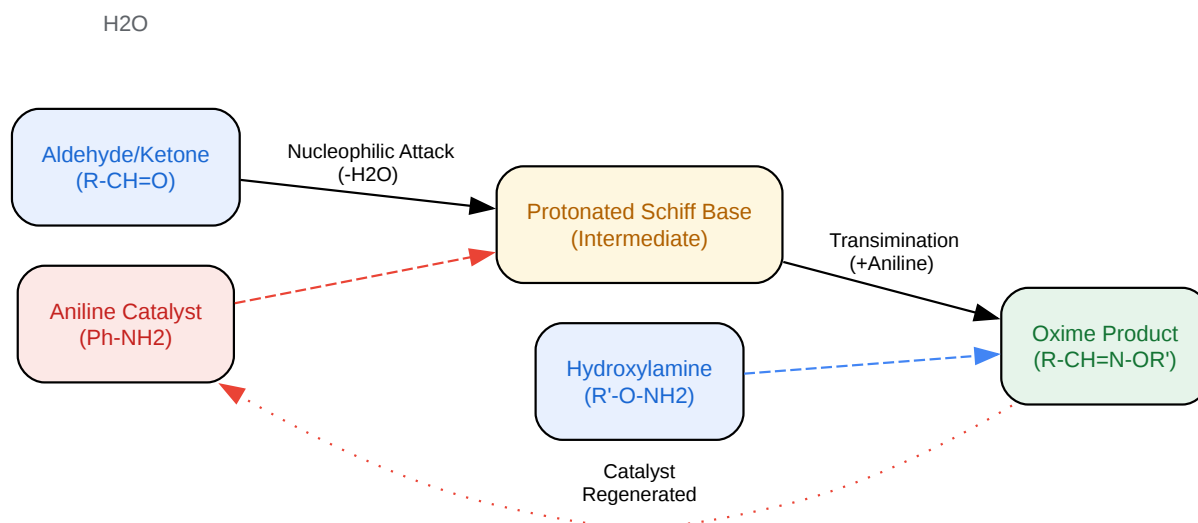 H2O
Aldehyde/Ketone
(R-CH=O)
Nucleophilic Attack
(-H2O)
Protonated Schiff Base
(Intermediate)
Transimination
(+Aniline)
Aniline Catalyst
(Ph-NH2)
Hydroxylamine
(R'-O-NH2)
Oxime Product
(R-CH=N-OR')
Catalyst
Regenerated